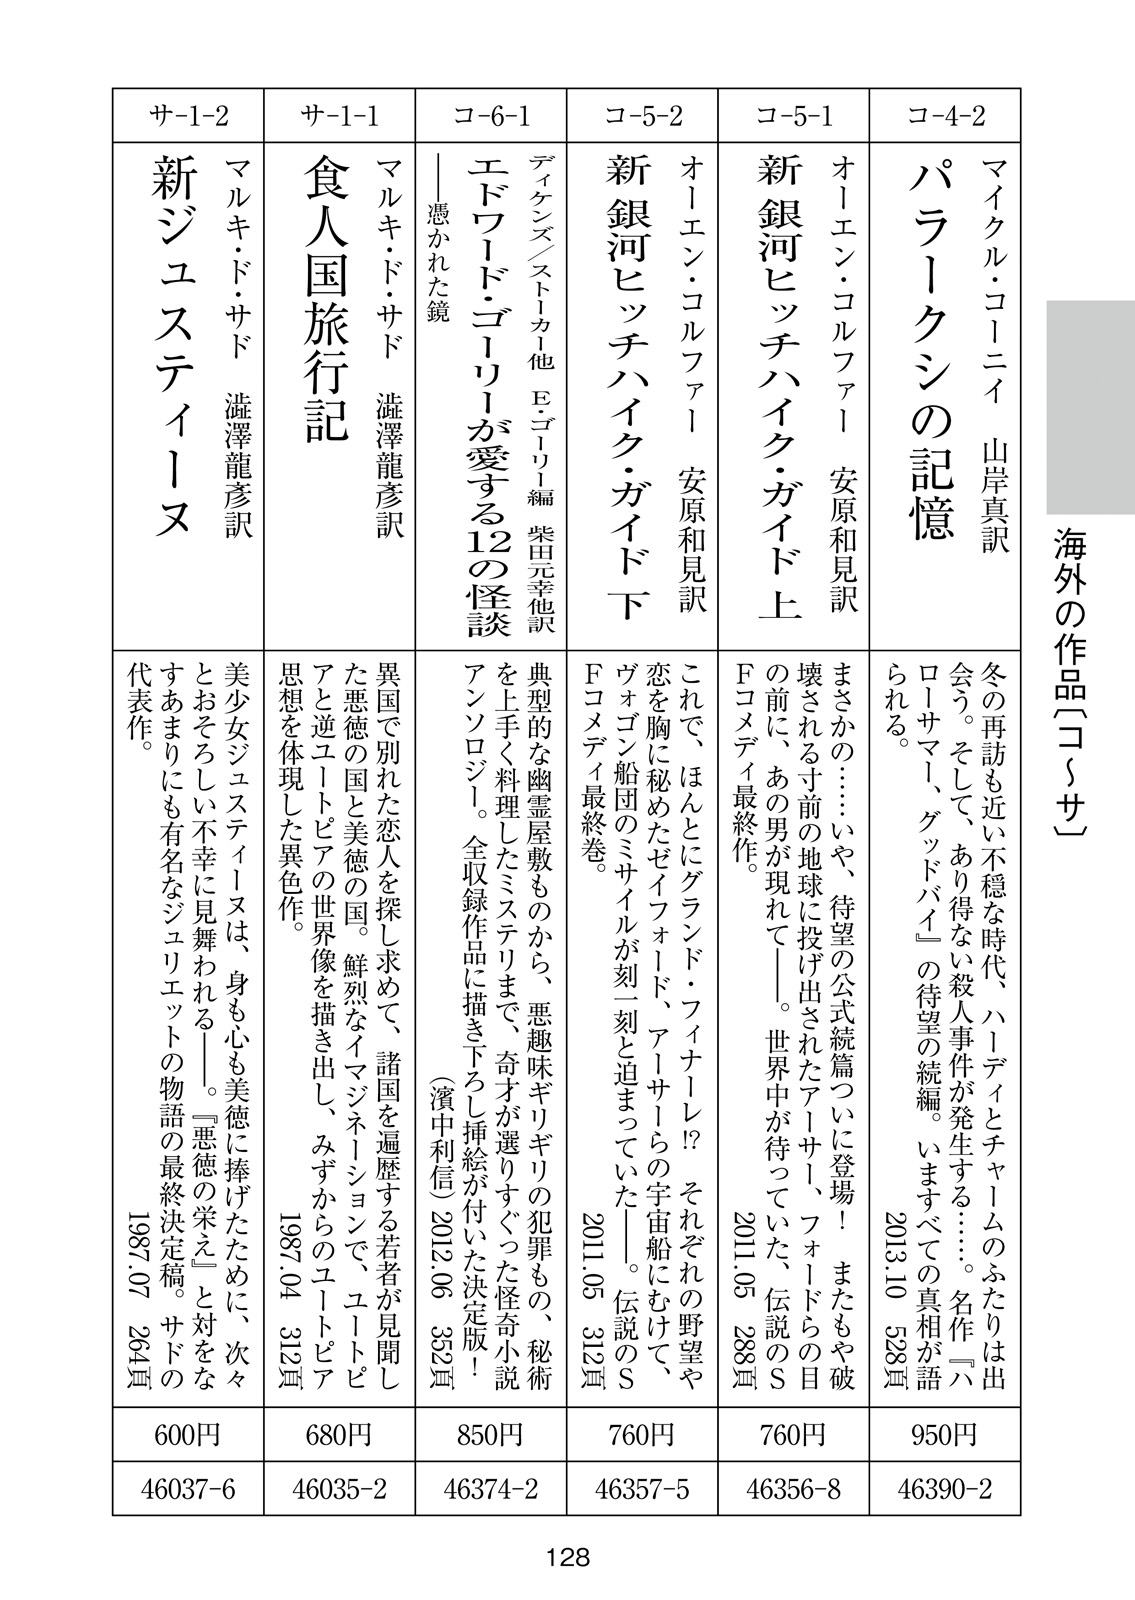 海外の作品〔コ〜サ〕
コ-4-2
マイクル・コーニイ　山岸真訳
パラークシの記憶
冬の再訪も近い不穏な時代、ハーディとチャームのふたりは出
会う。そして、あり得ない殺人事件が発生する……。名作『ハ
ローサマー、グッドバイ』の待望の続編。いますべての真相が語
られる。　2013.10　528頁
950円
46390-2
コ-5-1
オーエン・コルファー　安原和見訳
新 銀河ヒッチハイク・ガイド 上
まさかの……いや、待望の公式続篇ついに登場！　またもや破
壊される寸前の地球に投げ出されたアーサー、フォードらの目
の前に、あの男が現れて――。世界中が待っていた、伝説のS
Fコメディ最終作。　2011.05　288頁
760円
46356-8
コ-5-2
オーエン・コルファー　安原和見訳
新 銀河ヒッチハイク・ガイド 下
これで、ほんとにグランド・フィナーレ!?　それぞれの野望や
恋を胸に秘めたゼイフォード、アーサーらの宇宙船にむけて、
ヴォゴン船団のミサイルが刻一刻と迫まっていた――。伝説のS
Fコメディ最終巻。　2011.05　312頁
760円
46357-5
コ-6-1
ディケンズ／ストーカー他　E・ゴーリー編　柴田元幸他訳
エドワード・ゴーリーが愛する12の怪談
――憑かれた鏡
典型的な幽霊屋敷ものから、悪趣味ギリギリの犯罪もの、秘術
を上手く料理したミステリまで、奇才が選りすぐった怪奇小説
アンソロジー。全収録作品に描き下ろし挿絵が付いた決定版！
（濱中利信）2012.06　352頁
850円
46374-2
サ-1-1
マルキ・ド・サド　澁澤龍彥訳
食人国旅行記
異国で別れた恋人を探し求めて、諸国を遍歴する若者が見聞し
た悪徳の国と美徳の国。鮮烈なイマジネーションで、ユートピ
アと逆ユートピアの世界像を描き出し、みずからのユートピア
思想を体現した異色作。　1987.04　312頁
680円
46035-2
サ-1-2
マルキ・ド・サド　澁澤龍彥訳
新ジュスティーヌ
美少女ジュスティーヌは、身も心も美徳に捧げたために、次々
とおそろしい不幸に見舞われる――。『悪徳の栄え』と対をな
すあまりにも有名なジュリエットの物語の最終決定稿。サドの
代表作。　1987.07　264頁
600円
46037-6
128